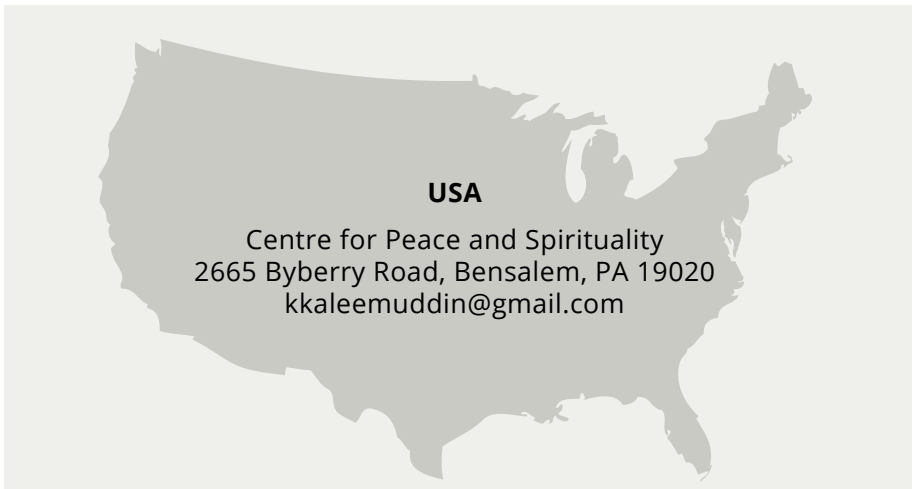 USA
Centre for Peace and Spirituality
2665 Byberry Road, Bensalem, PA 19020
kkaleemuddin@gmail.com